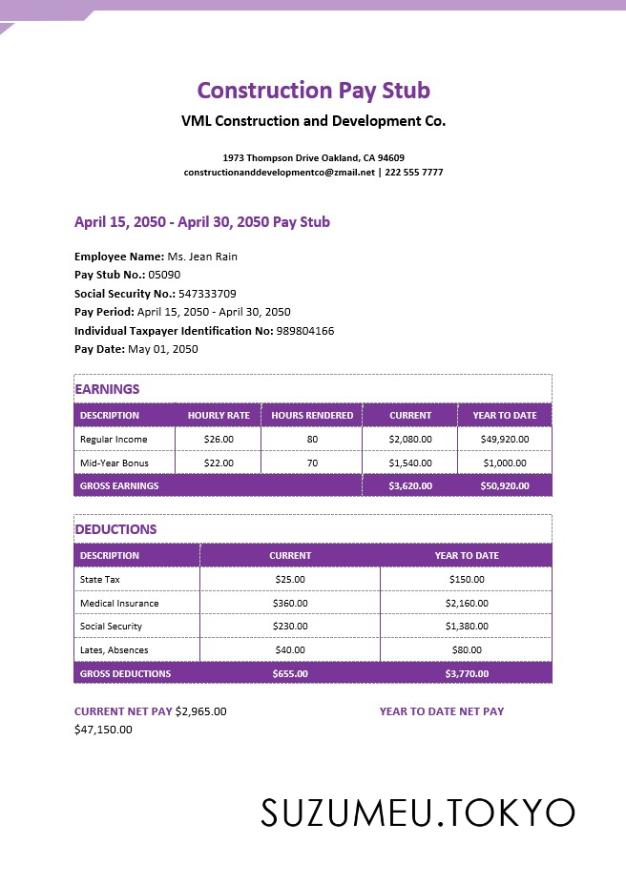 Construction Pay Stub
VML Construction and Development Co.
1973 Thompson Drive Oakland, CA 94609
constructionanddevelopmentco@zmail.net | 222 555 7777
April 15, 2050 - April 30, 2050 Pay Stub
Employee Name: Ms. Jean Rain
Pay Stub No.: 05090
Social Security No.: 547333709
Pay Period: April 15, 2050 - April 30, 2050
Individual Taxpayer Identification No: 989804166
Pay Date: May 01, 2050
EARNINGS
DESCRIPTION HOURLY RATE HOURS RENDERED CURRENT YEAR TO DATE
Regular Income $26.00 80 $2,080.00 $49,920.00
Mid-Year Bonus $22.00 70 $1,540.00 $1,000.00
GROSS EARNINGS $3,620.00 $50,920.00
DEDUCTIONS
DESCRIPTION CURRENT YEAR TO DATE
State Tax $25.00 $150.00
Medical Insurance $360.00 $2,160.00
Social Security $230.00 $1,380.00
Lates, Absences $40.00 $80.00
GROSS DEDUCTIONS $655.00 $3,770.00
CURRENT NET PAY $2,965.00 YEAR TO DATE NET PAY
$47,150.00
SUZUMEU.TOKYO